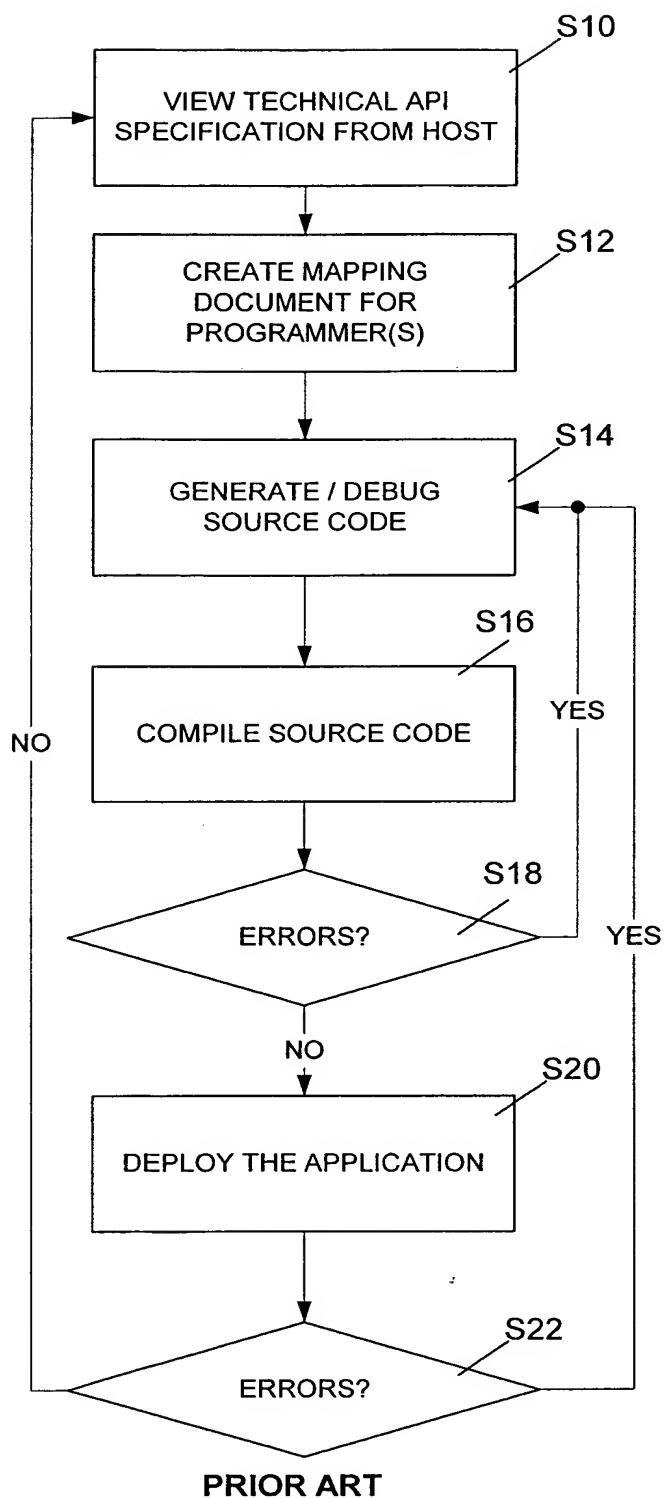 S10
VIEW TECHNICAL API
SPECIFICATION FROM HOST
S12
CREATE MAPPING
DOCUMENT FOR
PROGRAMMER(S)
S14
GENERATE / DEBUG
SOURCE CODE
S16
COMPILE SOURCE CODE
YES
NO
S18
ERRORS?
YES
NO
S20
DEPLOY THE APPLICATION
S22
ERRORS?
PRIOR ART